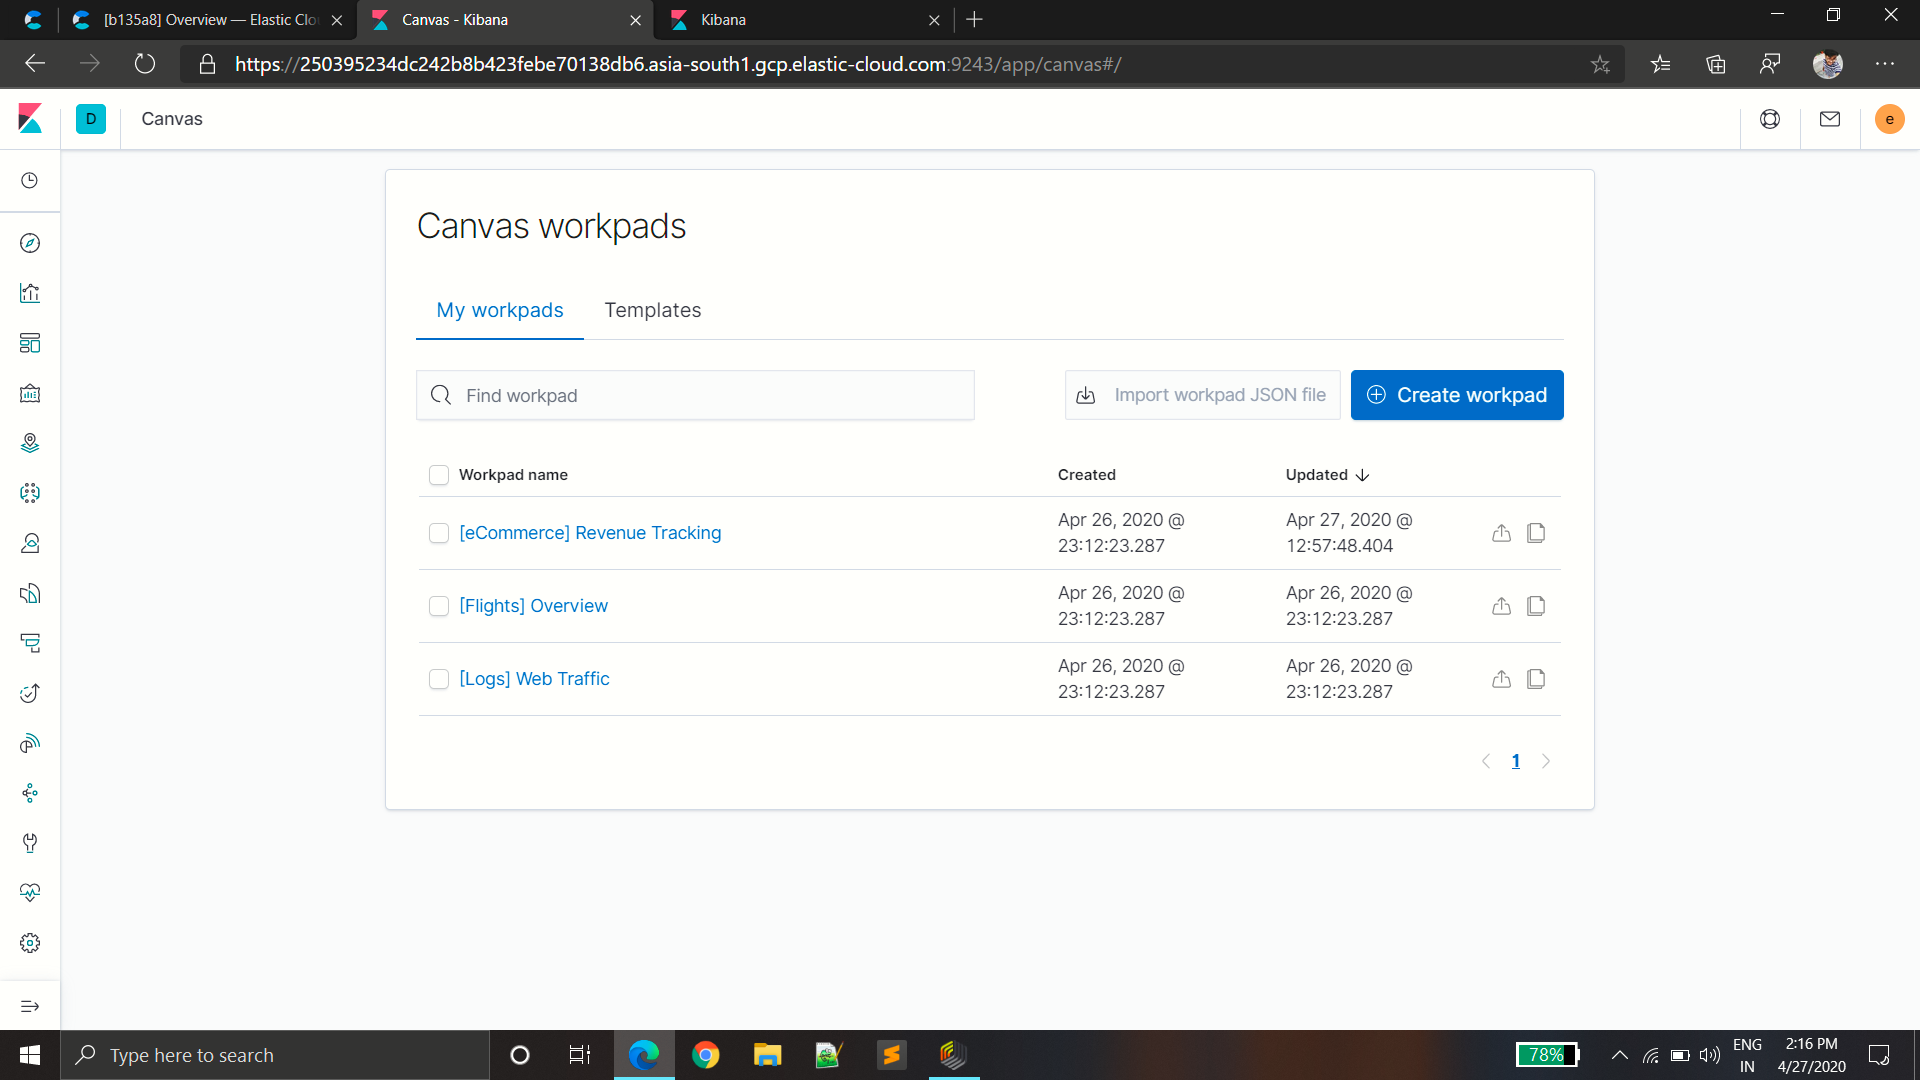 [b135a8] Overview — Elastic Clo
Canvas - Kibana
Kibana
https://250395234dc242b8b423febe70138db6.asia-south1.gcp.elastic-cloud.com:9243/app/canvas#/
D
Canvas
e
Canvas workpads
My workpads
Templates
Find workpad
Import workpad JSON file
Create workpad
Workpad name
Created
Updated
[eCommerce] Revenue Tracking
Apr 26, 2020 @
23:12:23.287
Apr 27, 2020 @
12:57:48.404
[Flights] Overview
Apr 26, 2020 @
23:12:23.287
Apr 26, 2020 @
23:12:23.287
[Logs] Web Traffic
Apr 26, 2020 @
23:12:23.287
Apr 26, 2020 @
23:12:23.287
1
Type here to search
78%
ENG
IN
2:16 PM
4/27/2020